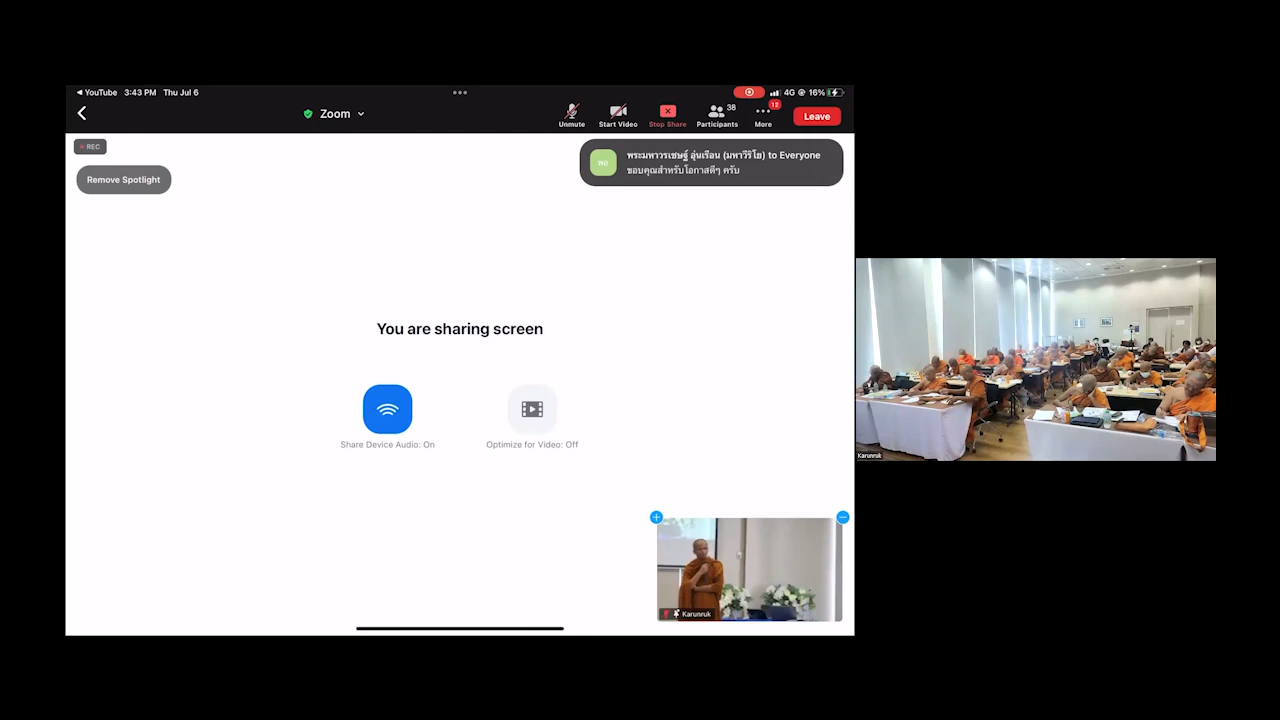 YouTube 3:43 PM Thu Jul 6
4G 16%
Zoom
Unmute
Start Video
Stop Share
38
Participants
12
More
Leave
REC
พระมหาวรเชษฐ์ อุ่นเรือน (มหาวีริโย) to Everyone
พอ
ขอบคุณสำหรับโอกาสดีๆ ครับ
Remove Spotlight
You are sharing screen
Share Device Audio: On
Optimize for Video: Off
Karunruk
Karunruk